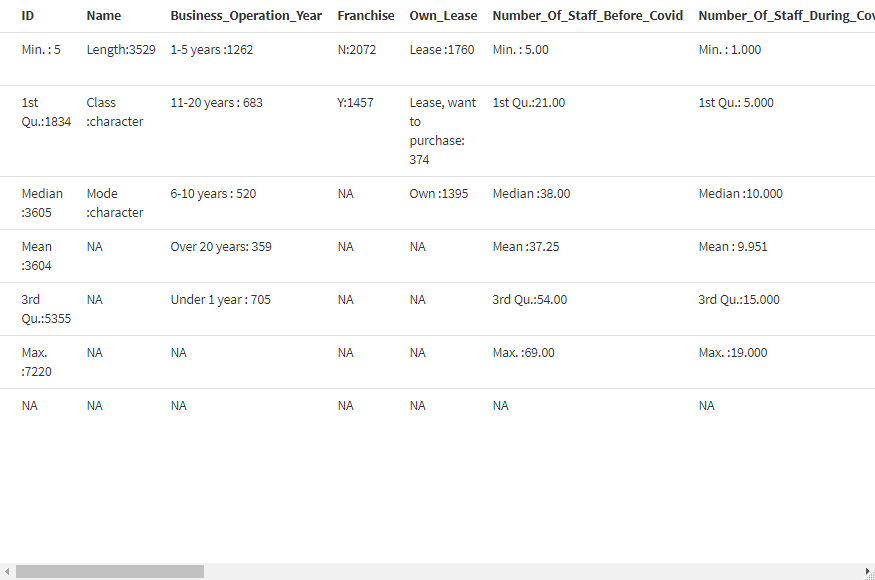 ID Name Business_Operation_Year Franchise Own_Lease Number_Of_Staff_Before_Covid Number_Of_Staff_During_Cov
Min. : 5 Length:3529 1-5 years :1262 N:2072 Lease :1760 Min. : 5.00 Min. : 1.000
1st Class 11-20 years : 683 Y:1457 Lease, want 1st Qu.:21.00 1st Qu.: 5.000
Qu.:1834 :character to
purchase:
374
Median Mode 6-10 years : 520 NA Own :1395 Median :38.00 Median :10.000
:3605 :character
Mean NA Over 20 years: 359 NA NA Mean :37.25 Mean : 9.951
:3604
3rd NA Under 1 year : 705 NA NA 3rd Qu.:54.00 3rd Qu.:15.000
Qu.:5355
Max. NA NA NA NA Max. :69.00 Max. :19.000
:7220
NA NA NA NA NA NA NA